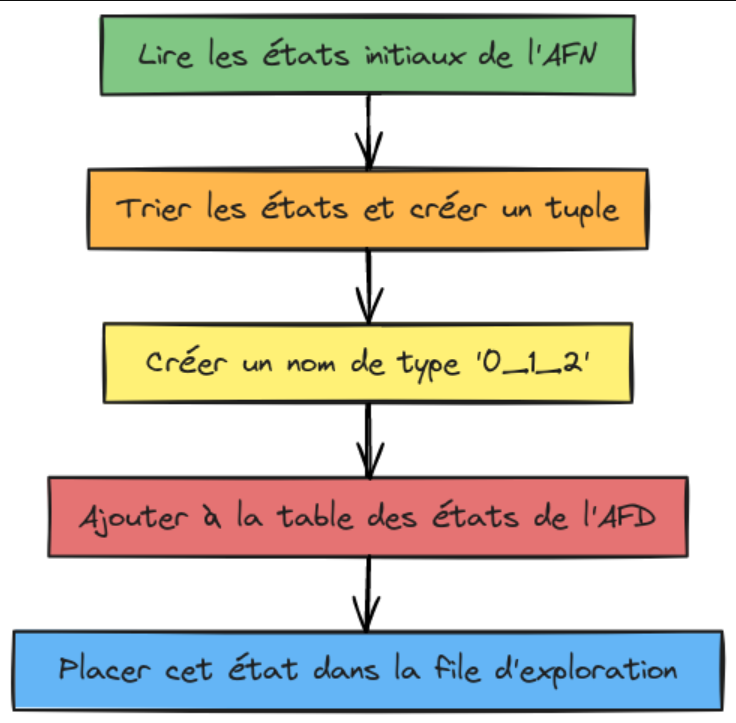 Lire les états initiaux de l'AFN
Trier les états et créer un tuple
Créer un nom de type '0_1_2'
Ajouter à la table des états de l'AFD
Placer cet état dans la file d'exploration